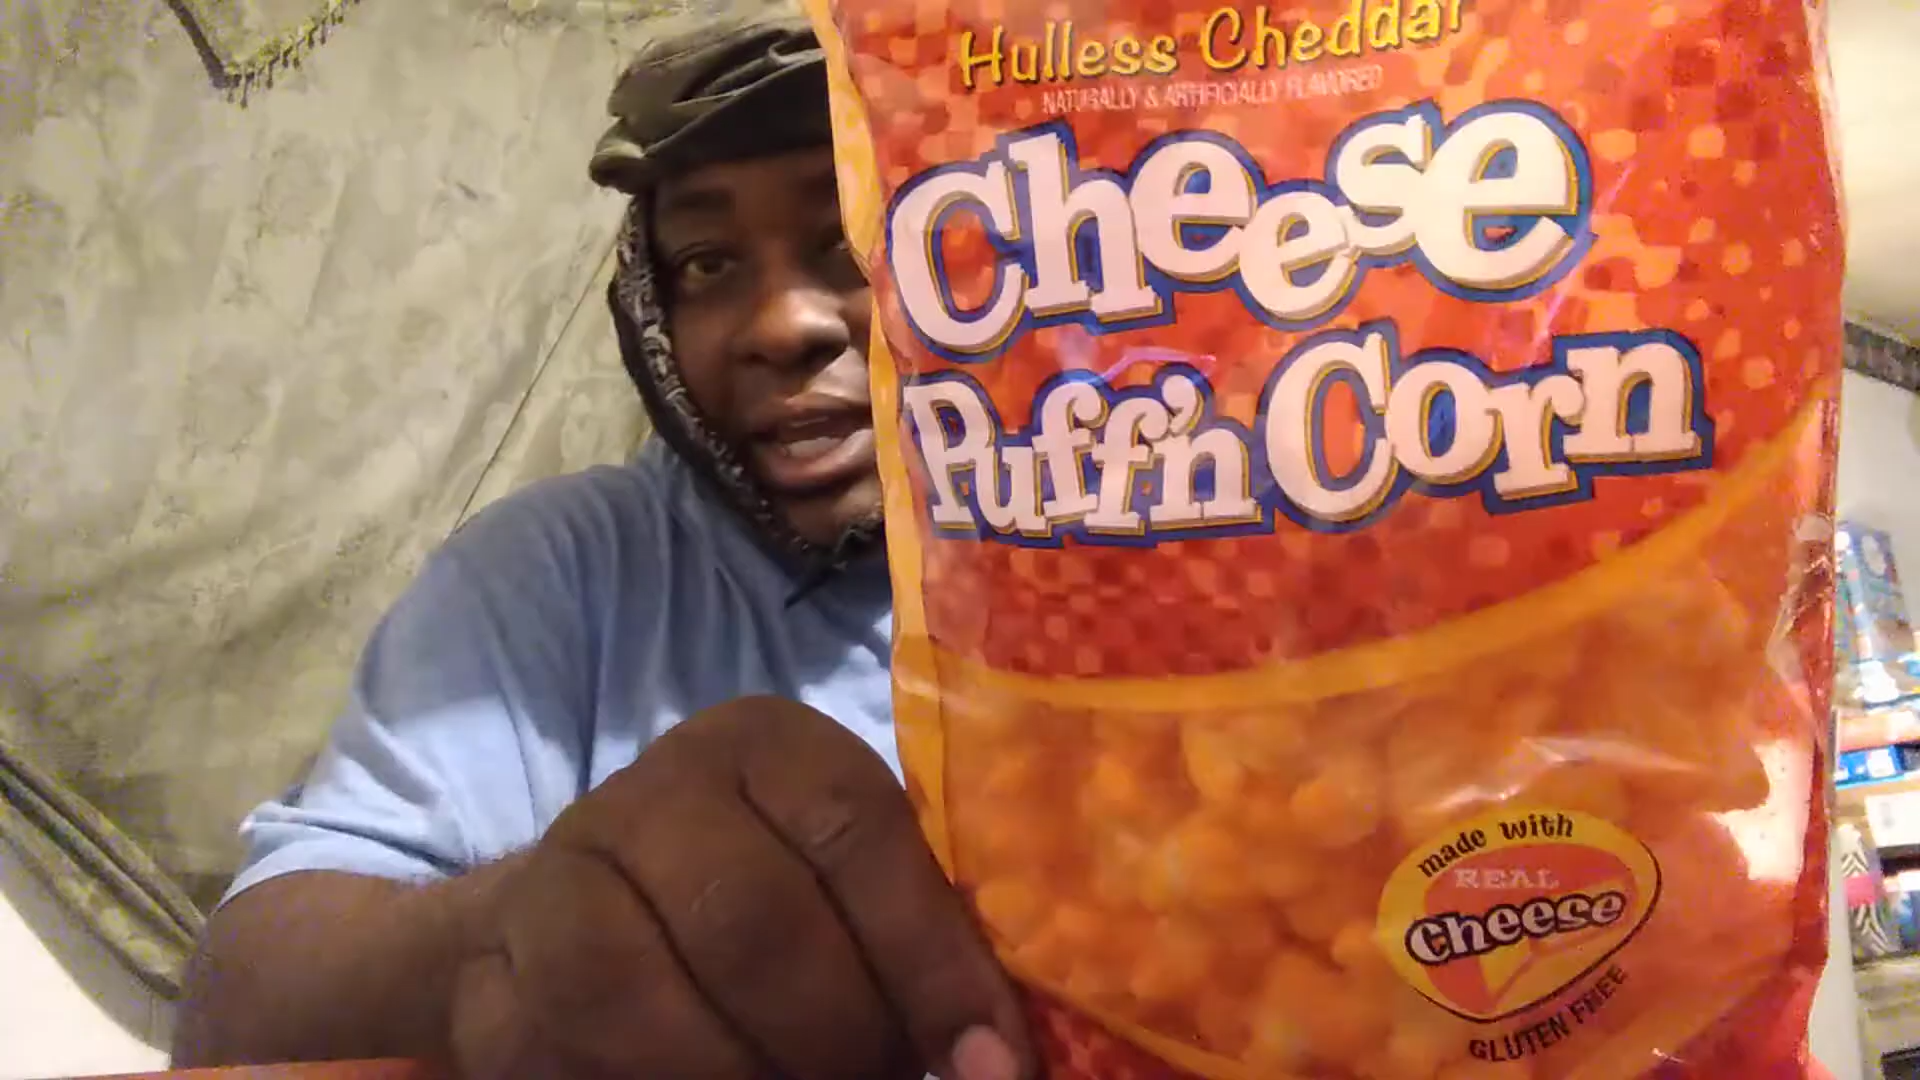 Hulless Cheddar
NATURALLY & ARTIFICIALLY FLAVORED
Cheese
Puff'n Corn
made with
REAL
Cheese
GLUTEN FREE